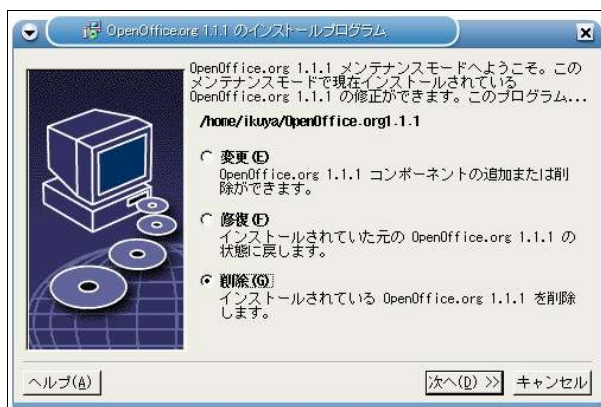 OpenOffice.org 1.1.1 のインストールプログラム
OpenOffice.org 1.1.1 メンテナンスモードへようこそ。この
メンテナンスモードで現在インストールされている
OpenOffice.org 1.1.1 の修正ができます。このプログラム...
/home/ikuya/OpenOffice.org1.1.1
変更(E)
OpenOffice.org 1.1.1 コンポーネントの追加または削
除ができます。
修復(F)
インストールされていた元の OpenOffice.org 1.1.1 の
状態に戻します。
削除(G)
インストールされている OpenOffice.org 1.1.1 を削除
します。
ヘルプ(A)
次へ(D) >>
キャンセル